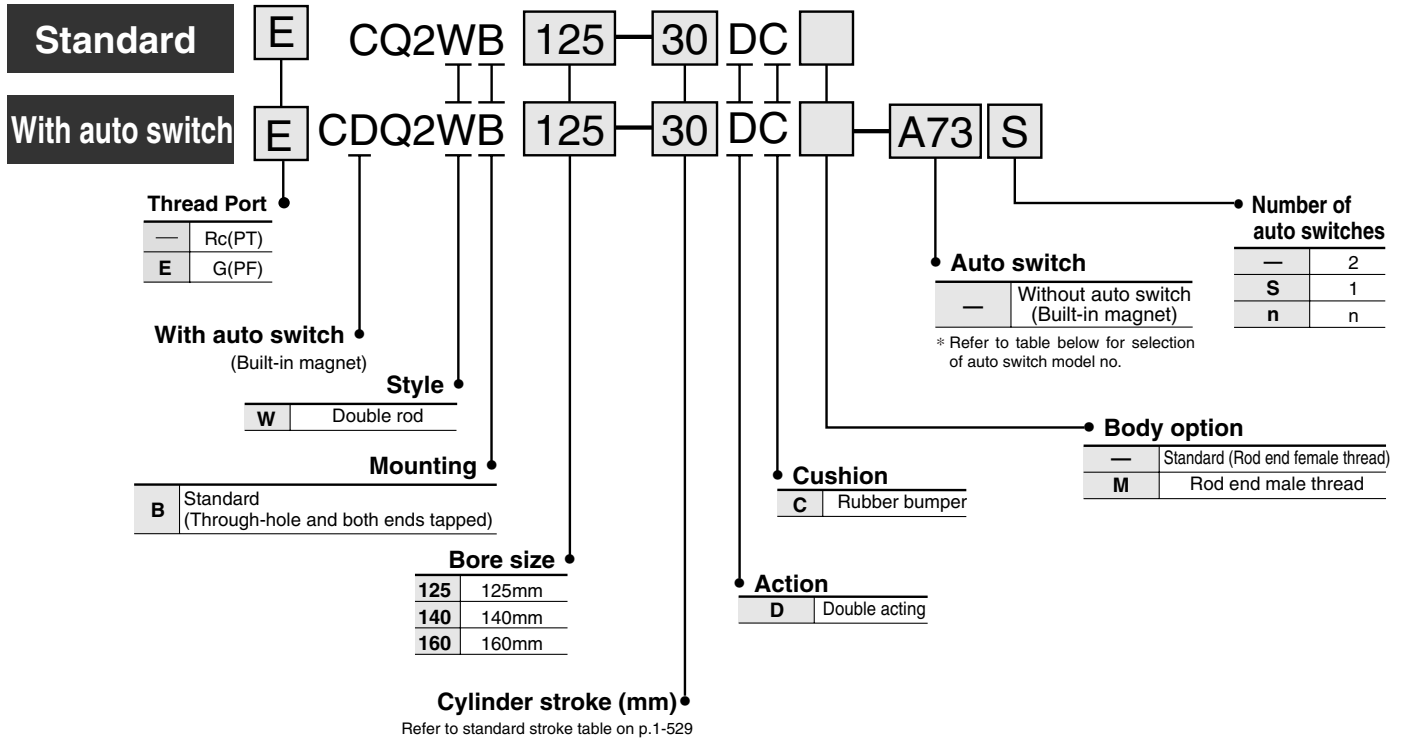 Standard E CQ2WB 125 — 30 DC
With auto switch E CDQ2WB 125 — 30 DC — A73 S
Thread Port
— Rc(PT)
E G(PF)
With auto switch
(Built-in magnet)
Style
W Double rod
Mounting
B Standard
(Through-hole and both ends tapped)
Bore size
125 125mm
140 140mm
160 160mm
Cylinder stroke (mm)
Refer to standard stroke table on p.1-529
Action
D Double acting
Cushion
C Rubber bumper
Body option
— Standard (Rod end female thread)
M Rod end male thread
Auto switch
— Without auto switch
(Built-in magnet)
* Refer to table below for selection
of auto switch model no.
Number of
auto switches
— 2
S 1
n n